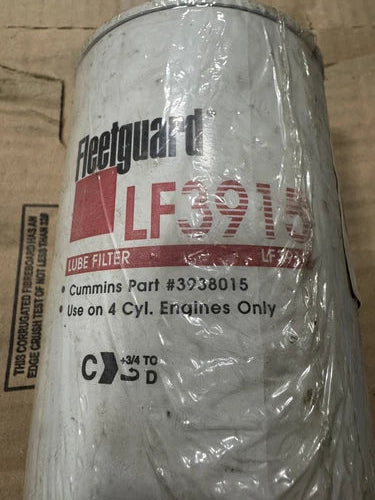 Fleetguard
LF3915
LUBE FILTER
• Cummins Part #3938015
• Use on 4 Cyl. Engines Only
C +3/4 TO
D
THIS CORRUGATED FIBREBOARD HAS AN
EDGE CRUSH TEST OF NOT LESS THAN